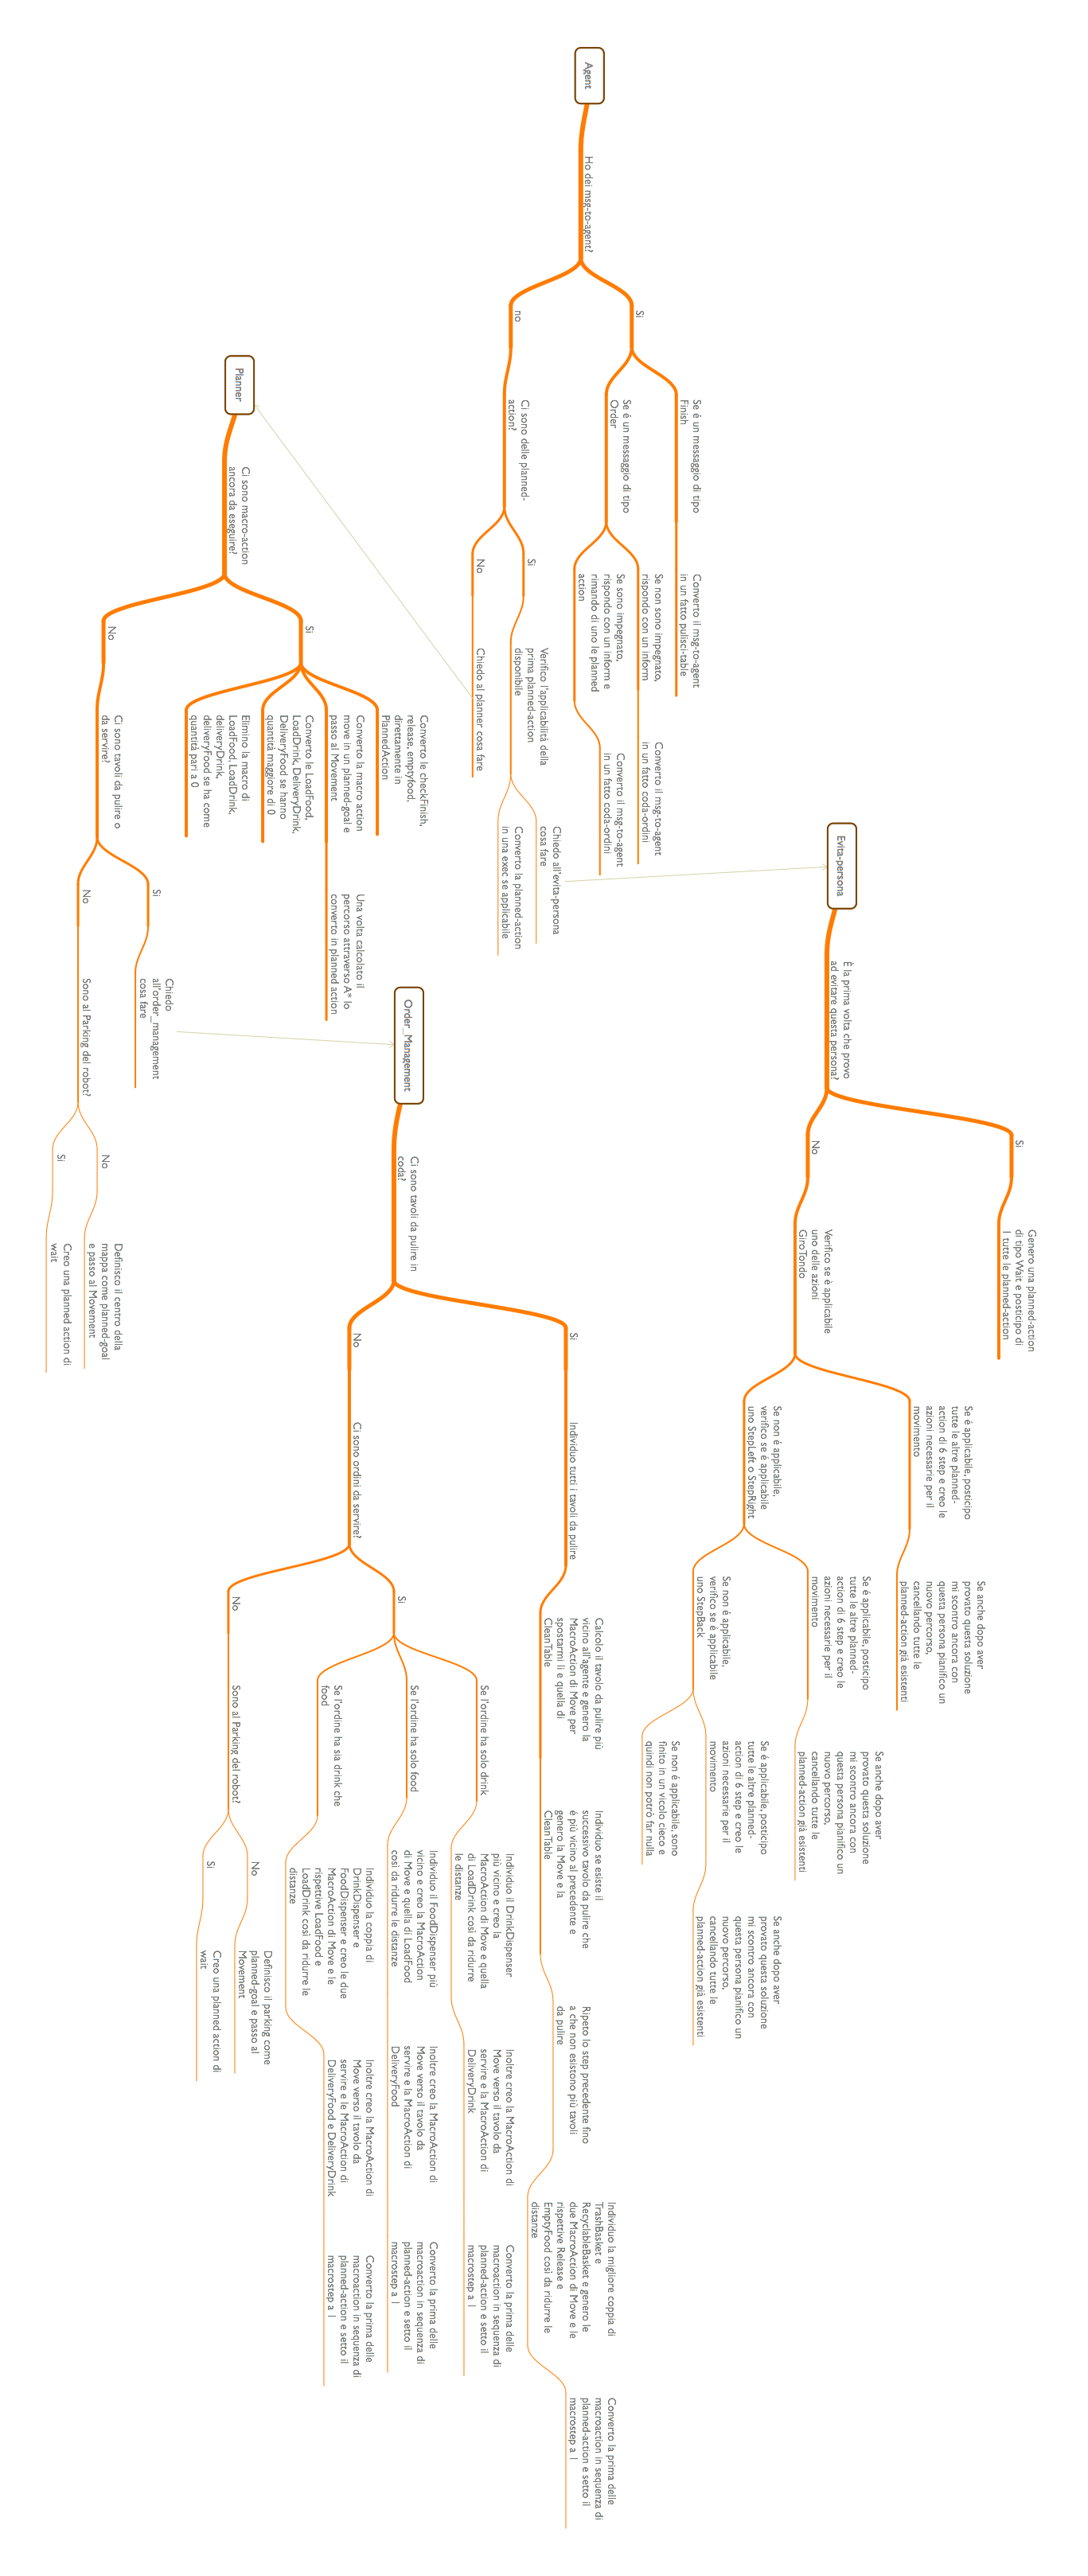 Agent
Ho dei msg-to-agent?
Si
Se é un messaggio di tipo
Finish
Converto il msg-to-agent
in un fatto pulisci-table
Se é un messaggio di tipo
Order
Se non sono impegnato,
rispondo con un inform
Converto il msg-to-agent
in un fatto coda-ordini
Se sono impegnato,
rispondo con un inform e
rimando di uno le planned
action
Converto il msg-to-agent
in un fatto coda-ordini
no
Ci sono delle planned-
action?
Si
Verifico l'applicabilità della
prima planned-action
disponibile
Chiedo all'evita-persona
cosa fare
Converto la planned-action
in una exec se applicabile
No
Chiedo al planner cosa fare
Evita-persona
È la prima volta che provo
ad evitare questa persona?
Si
Genero una planned-action
di tipo Wait e posticipo di
1 tutte le planned-action
No
Verifico se è applicabile
uno delle azioni
GiroTondo
Se é applicabile, posticipo
tutte le altre planned-
action di 6 step e creo le
azioni necessarie per il
movimento
Se anche dopo aver
provato questa soluzione
mi scontro ancora con
questa persona pianifico un
nuovo percorso,
cancellando tutte le
planned-action già esistenti
Se non é applicabile,
verifico se é applicabile
uno StepLeft o StepRight
Se é applicabile, posticipo
tutte le altre planned-
action di 6 step e creo le
azioni necessarie per il
movimento
Se anche dopo aver
provato questa soluzione
mi scontro ancora con
questa persona pianifico un
nuovo percorso,
cancellando tutte le
planned-action già esistenti
Se non é applicabile,
verifico se é applicabile
uno StepBack
Se é applicabile, posticipo
tutte le altre planned-
action di 6 step e creo le
azioni necessarie per il
movimento
Se anche dopo aver
provato questa soluzione
mi scontro ancora con
questa persona pianifico un
nuovo percorso,
cancellando tutte le
planned-action già esistenti
Se non é applicabile, sono
finito in un vicolo cieco e
quindi non potrò far nulla
Planner
Ci sono macro-action
ancora da eseguire?
Si
Converto le checkFinish,
release, emptyfood,
direttamente in
PlannedAction
Converto la macro action
move in un planned-goal e
passo al Movement
Una volta calcolato il
percorso attraverso A* lo
converto in planned action
Converto le LoadFood,
LoadDrink, DeliveryDrink,
DeliveryFood se hanno
quantità maggiore di 0
Elimino la macro di
LoadFood, LoadDrink,
deliveryDrink,
deliveryFood se ha come
quantità pari a 0
No
Ci sono tavoli da pulire o
da servire?
Si
Chiedo
all'order_management
cosa fare
No
Sono al Parking del robot?
No
Definisco il centro della
mappa come planned-goal
e passo al Movement
Si
Creo una planned action di
wait
Order_Management
Ci sono tavoli da pulire in
coda?
Si
Individuo tutti i tavoli da pulire
Calcolo il tavolo da pulire più
vicino all'agente e genero la
MacroAction di Move per
spostarmi lì e quella di
CleanTable
Individuo se esiste il
successivo tavolo da pulire che
é più vicino al precedente e
genero la Move e la
CleanTable
Ripeto lo step precedente fino
a che non esistono più tavoli
da pulire
Individuo la migliore coppia di
TrashBasket e
RecyclableBasket e genero le
due MacroAction di Move e le
rispettive Release e
EmptyFood così da ridurre le
distanze
Converto la prima delle
macroaction in sequenza di
planned-action e setto il
macrostep a 1
No
Ci sono ordini da servire?
Si
Se l'ordine ha solo drink
Individuo il DrinkDispenser
più vicino e creo la
MacroAction di Move e quella
di LoadDrink così da ridurre
le distanze
Inoltre creo la MacroAction di
Move verso il tavolo da
servire e la MacroAction di
DeliveryDrink
Converto la prima delle
macroaction in sequenza di
planned-action e setto il
macrostep a 1
Se l'ordine ha solo food
Individuo il FoodDispenser più
vicino e creo la MacroAction
di Move e quella di LoadFood
così da ridurre le distanze
Inoltre creo la MacroAction di
Move verso il tavolo da
servire e la MacroAction di
DeliveryFood
Converto la prima delle
macroaction in sequenza di
planned-action e setto il
macrostep a 1
Se l'ordine ha sia drink che
food
Individuo la coppia di
DrinkDispenser e
FoodDispenser e creo le due
MacroAction di Move e le
rispettive LoadFood e
LoadDrink così da ridurre le
distanze
Inoltre creo la MacroAction di
Move verso il tavolo da
servire e le MacroAction di
DeliveryFood e DeliveryDrink
Converto la prima delle
macroaction in sequenza di
planned-action e setto il
macrostep a 1
No
Sono al Parking del robot?
No
Definisco il parking come
planned-goal e passo al
Movement
Si
Creo una planned action di
wait